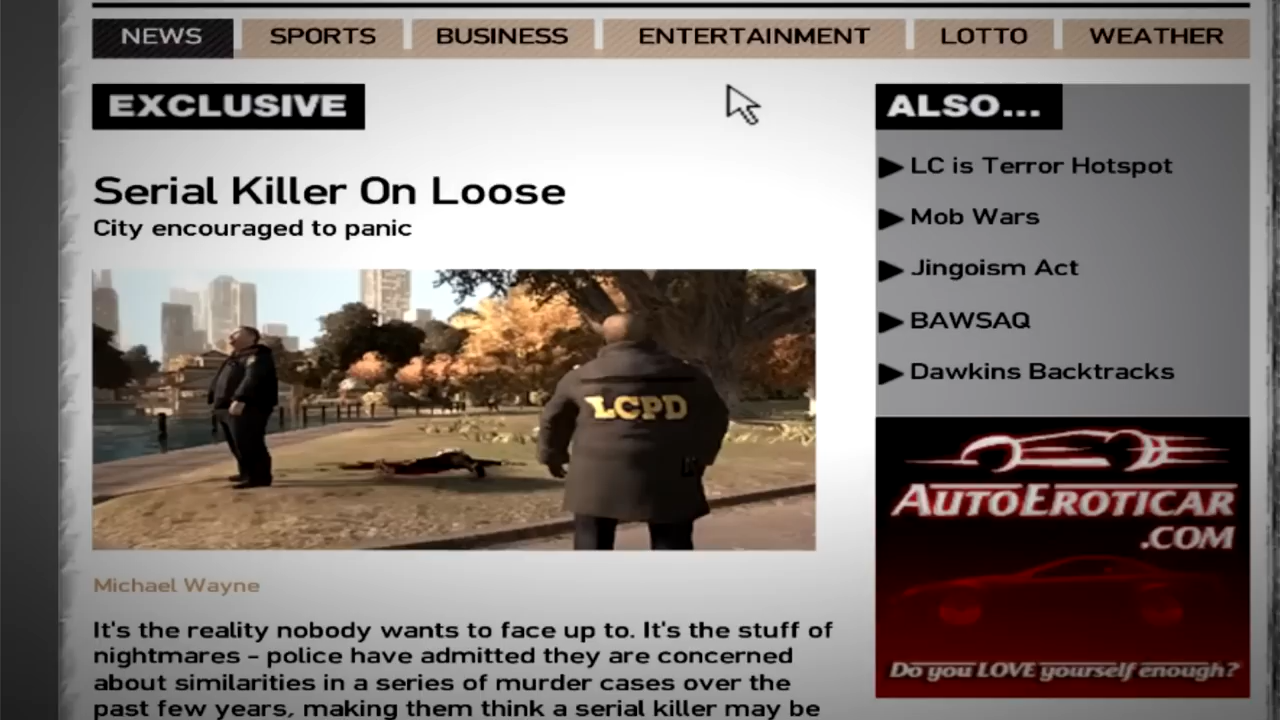 NEWS
SPORTS
BUSINESS
ENTERTAINMENT
LOTTO
WEATHER
EXCLUSIVE
Serial Killer On Loose
City encouraged to panic
LCPD
Michael Wayne
It's the reality nobody wants to face up to. It's the stuff of
nightmares – police have admitted they are concerned
about similarities in a series of murder cases over the
past few years, making them think a serial killer may be
ALSO...
LC is Terror Hotspot
Mob Wars
Jingoism Act
BAWSAQ
Dawkins Backtracks
AUTOEROTICAR
.COM
Do you LOVE yourself enough?